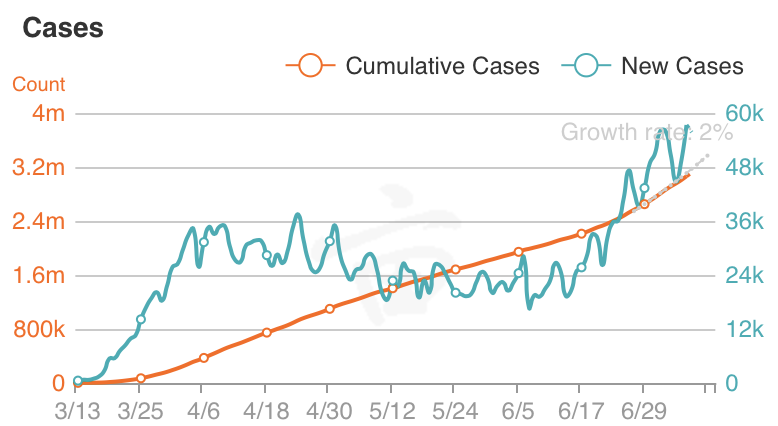 Cases
Cumulative Cases New Cases
Count
4m 60k
Growth rate: 2%
3.2m 48k
2.4m 36k
1.6m 24k
800k 12k
0 0
3/13 3/25 4/6 4/18 4/30 5/12 5/24 6/5 6/17 6/29